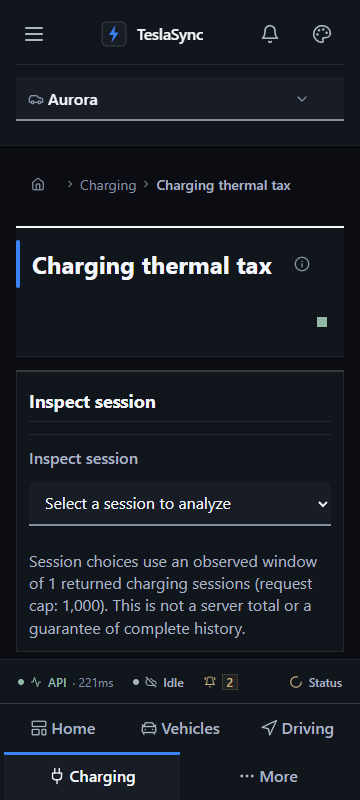 TeslaSync
Aurora
Charging
Charging thermal tax
Charging thermal tax
Inspect session
Inspect session
Select a session to analyze
Session choices use an observed window
of 1 returned charging sessions (request
cap: 1,000). This is not a server total or a
guarantee of complete history.
API · 221ms Idle 2 Status
Home Vehicles Driving
Charging More